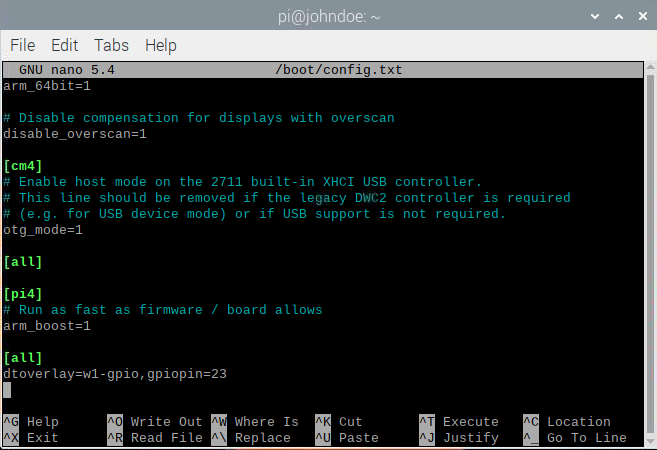 pi@johndoe: ~
File Edit Tabs Help
GNU nano 5.4 /boot/config.txt
arm_64bit=1
# Disable compensation for displays with overscan
disable_overscan=1
[cm4]
# Enable host mode on the 2711 built-in XHCI USB controller.
# This line should be removed if the legacy DWC2 controller is required
# (e.g. for USB device mode) or if USB support is not required.
otg_mode=1
[all]
[pi4]
# Run as fast as firmware / board allows
arm_boost=1
[all]
dtoverlay=w1-gpio,gpiopin=23
^G Help ^O Write Out ^W Where Is ^K Cut ^T Execute ^C Location
^X Exit ^R Read File ^\ Replace ^U Paste ^J Justify ^_ Go To Line